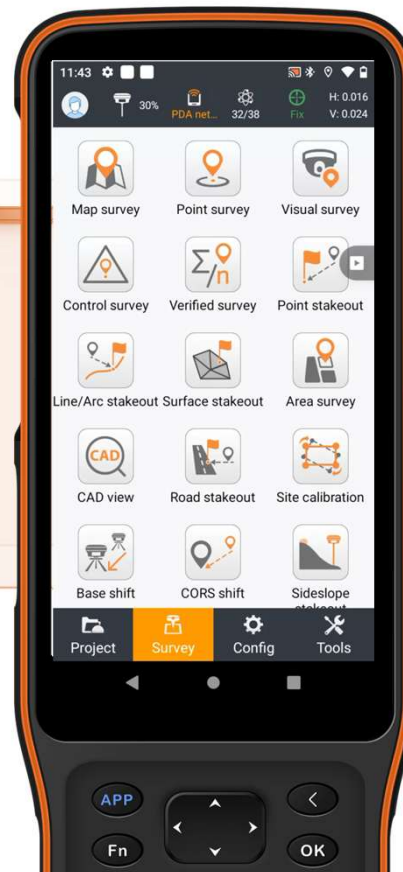 11:43
30%
PDA net...
32/38
Fix
H: 0.016
V: 0.024
Map survey
Point survey
Visual survey
Control survey
Verified survey
Point stakeout
Line/Arc stakeout
Surface stakeout
Area survey
CAD
CAD view
Road stakeout
Site calibration
Base shift
CORS shift
Sideslope
stakeout
Project
Survey
Config
Tools
APP
Fn
OK
Σ/n